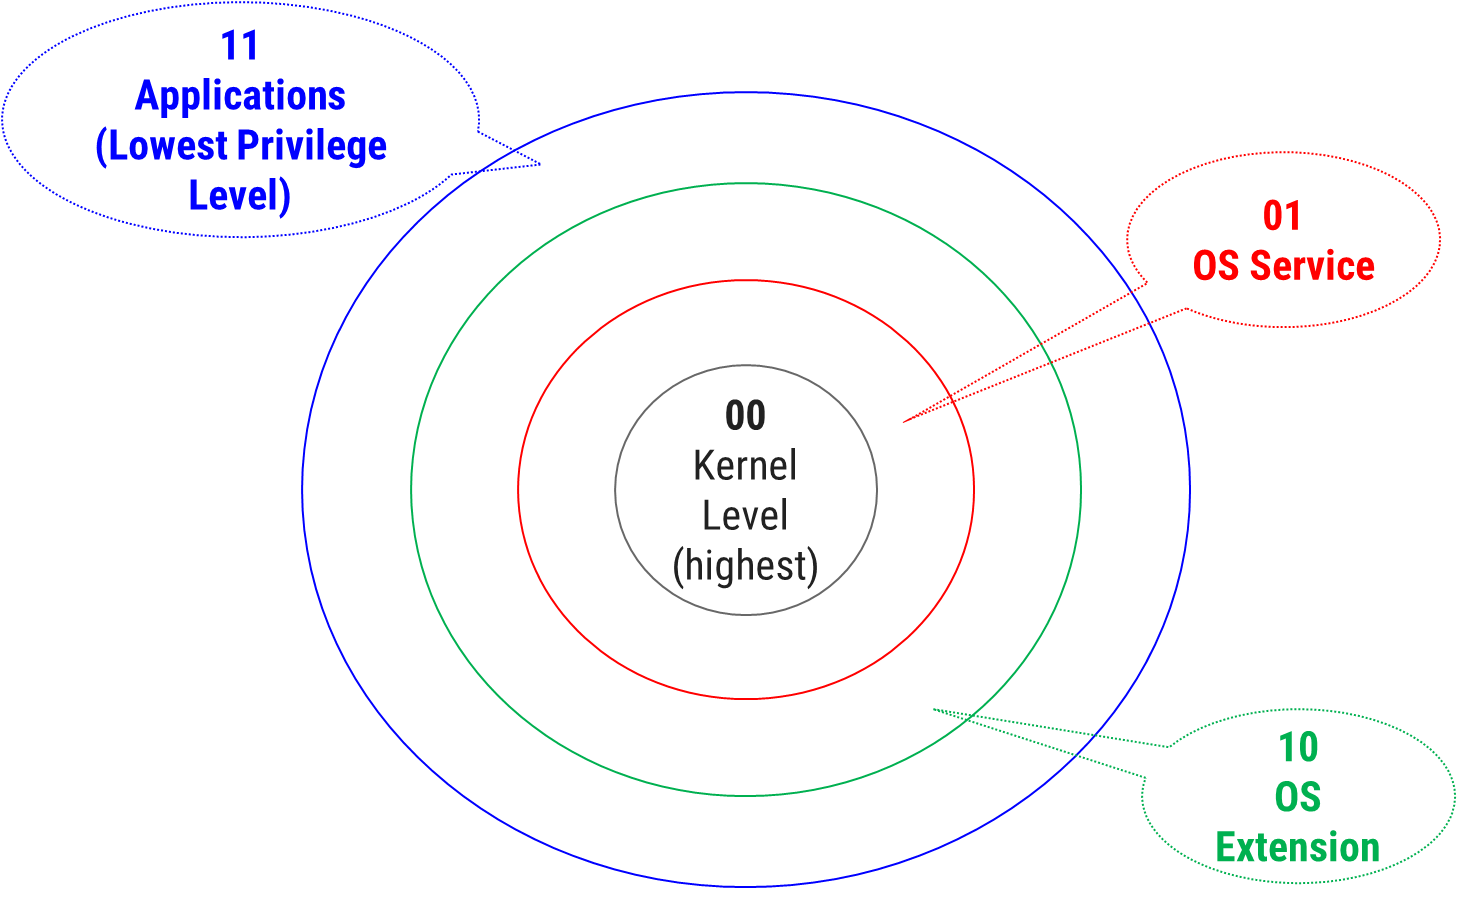 11
Applications
(Lowest Privilege
Level)
01
OS Service
00
Kernel
Level
(highest)
10
OS
Extension